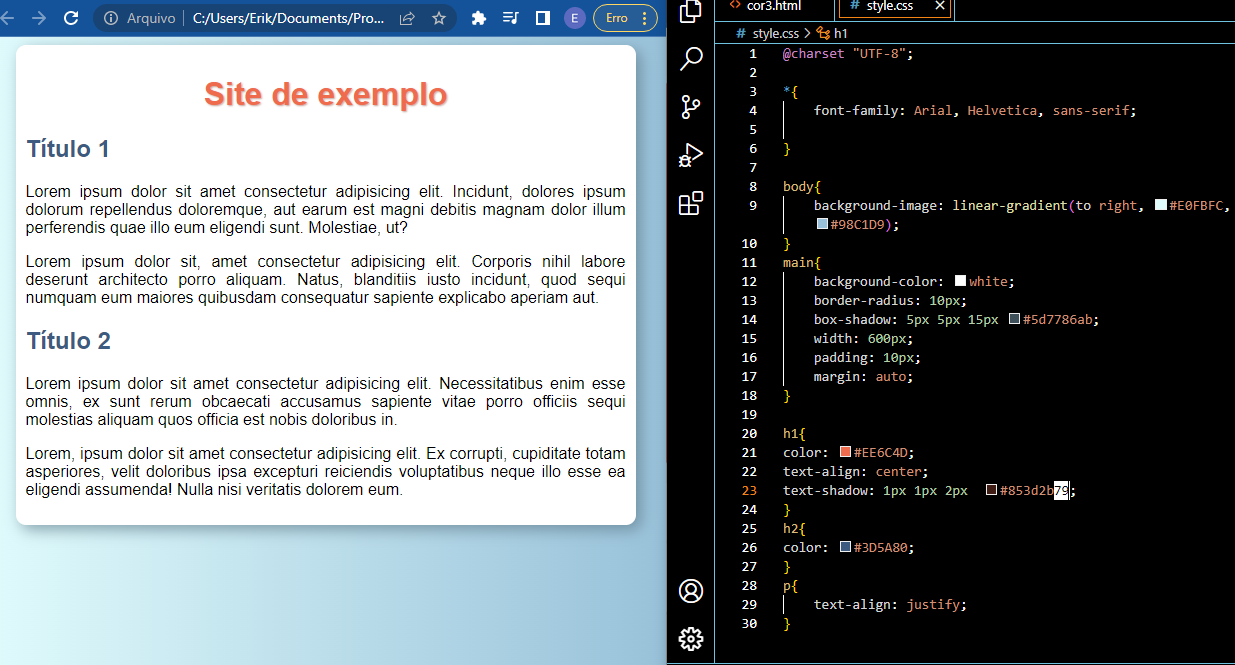 Arquivo C:/Users/Erik/Documents/Pro... E Erro
Site de exemplo
Título 1
Lorem ipsum dolor sit amet consectetur adipisicing elit. Incidunt, dolores ipsum
dolorum repellendus doloremque, aut earum est magni debitis magnam dolor illum
perferendis quae illo eum eligendi sunt. Molestiae, ut?
Lorem ipsum dolor sit, amet consectetur adipisicing elit. Corporis nihil labore
deserunt architecto porro aliquam. Natus, blanditiis iusto incidunt, quod sequi
numquam eum maiores quibusdam consequatur sapiente explicabo aperiam aut.
Título 2
Lorem ipsum dolor sit amet consectetur adipisicing elit. Necessitatibus enim esse
omnis, ex sunt rerum obcaecati accusamus sapiente vitae porro officiis sequi
molestias aliquam quos officia est nobis doloribus in.
Lorem, ipsum dolor sit amet consectetur adipisicing elit. Ex corrupti, cupiditate totam
asperiores, velit doloribus ipsa excepturi reiciendis voluptatibus neque illo esse ea
eligendi assumenda! Nulla nisi veritatis dolorem eum.
<> cor3.html # style.css ×
# style.css > h1
1 @charset "UTF-8";
2
3 *{
4 font-family: Arial, Helvetica, sans-serif;
5
6 }
7
8 body{
9 background-image: linear-gradient(to right, #E0FBFC,
#98C1D9);
10 }
11 main{
12 background-color: white;
13 border-radius: 10px;
14 box-shadow: 5px 5px 15px #5d7786ab;
15 width: 600px;
16 padding: 10px;
17 margin: auto;
18 }
19
20 h1{
21 color: #EE6C4D;
22 text-align: center;
23 text-shadow: 1px 1px 2px #853d2b79;
24 }
25 h2{
26 color: #3D5A80;
27 }
28 p{
29 text-align: justify;
30 }